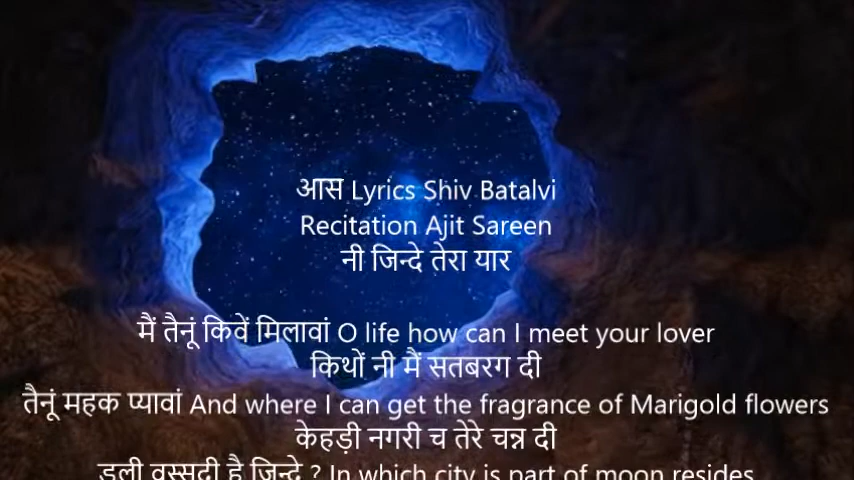 आस Lyrics Shiv Batalvi
Recitation Ajit Sareen
नी जिन्दे तेरा यार
मैं तैनूं किवें मिलावां O life how can I meet your lover
किथों नी मैं सतबरग दी
तैनूं महक प्यावां And where I can get the fragrance of Marigold flowers
केहड़ी नगरी च तेरे चन्न दी
डली वस्सदी है जिन्दे ? In which city is part of moon resides